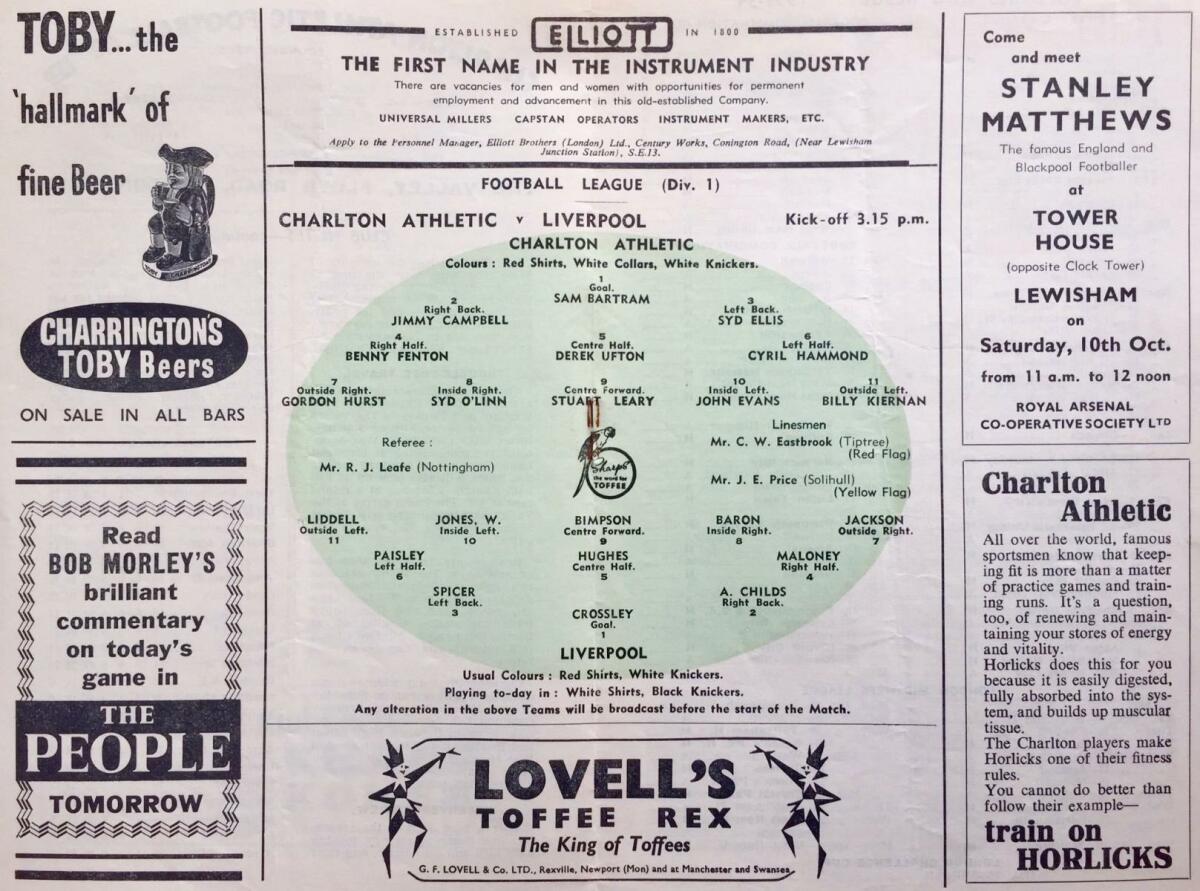 TOBY... the
'hallmark' of
fine Beer
TOBY CHARRINGTON
CHARRINGTON'S
TOBY Beers
ON SALE IN ALL BARS
Read
BOB MORLEY'S
brilliant
commentary
on today's
game in
THE
PEOPLE
TOMORROW
ESTABLISHED ELLIOTT IN 1800
THE FIRST NAME IN THE INSTRUMENT INDUSTRY
There are vacancies for men and women with opportunities for permanent
employment and advancement in this old-established Company.
UNIVERSAL MILLERS CAPSTAN OPERATORS INSTRUMENT MAKERS, ETC.
Apply to the Personnel Manager, Elliott Brothers (London) Ltd., Century Works, Conington Road, (Near Lewisham
Junction Station), S.E.13.
FOOTBALL LEAGUE (Div. 1)
CHARLTON ATHLETIC v LIVERPOOL Kick-off 3.15 p.m.
CHARLTON ATHLETIC
Colours : Red Shirts, White Collars, White Knickers.
1
Goal.
SAM BARTRAM
2 3
Right Back. Left Back.
JIMMY CAMPBELL SYD ELLIS
4 5 6
Right Half. Centre Half. Left Half.
BENNY FENTON DEREK UFTON CYRIL HAMMOND
7 8 9 10 11
Outside Right. Inside Right. Centre Forward. Inside Left. Outside Left.
GORDON HURST SYD O'LINN STUART LEARY JOHN EVANS BILLY KIERNAN
Referee :
Mr. R. J. Leafe (Nottingham)
Sharps
the word for
TOFFEE
Linesmen
Mr. C. W. Eastbrook (Tiptree)
(Red Flag)
Mr. J. E. Price (Solihull)
(Yellow Flag)
LIDDELL JONES, W. BIMPSON BARON JACKSON
Outside Left. Inside Left. Centre Forward. Inside Right. Outside Right.
11 10 9 8 7
PAISLEY HUGHES MALONEY
Left Half. Centre Half. Right Half.
6 5 4
SPICER A. CHILDS
Left Back. Right Back.
3 2
CROSSLEY
Goal.
1
LIVERPOOL
Usual Colours : Red Shirts, White Knickers.
Playing to-day in : White Shirts, Black Knickers.
Any alteration in the above Teams will be broadcast before the start of the Match.
LOVELL'S
TOFFEE REX
The King of Toffees
G. F. LOVELL & Co. LTD., Rexville, Newport (Mon) and at Manchester and Swansea
Come
and meet
STANLEY
MATTHEWS
The famous England and
Blackpool Footballer
at
TOWER
HOUSE
(opposite Clock Tower)
LEWISHAM
on
Saturday, 10th Oct.
from 11 a.m. to 12 noon
ROYAL ARSENAL
CO-OPERATIVE SOCIETY LTD
Charlton
Athletic
All over the world, famous
sportsmen know that keep-
ing fit is more than a matter
of practice games and train-
ing runs. It's a question,
too, of renewing and main-
taining your stores of energy
and vitality.
Horlicks does this for you
because it is easily digested,
fully absorbed into the sys-
tem, and builds up muscular
tissue.
The Charlton players make
Horlicks one of their fitness
rules.
You cannot do better than
follow their example—
train on
HORLICKS